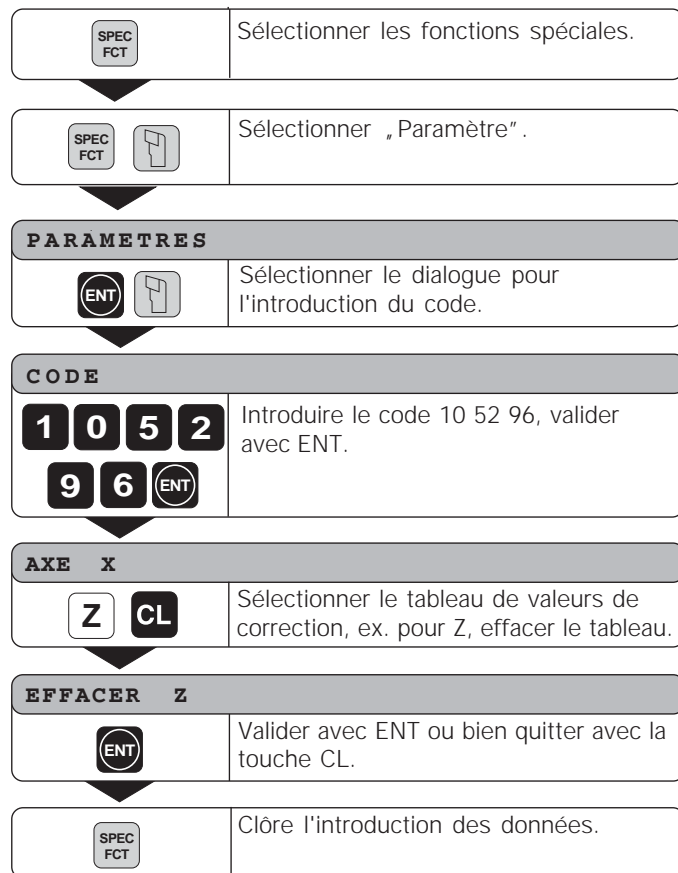 SPEC
FCT
Sélectionner les fonctions spéciales.
SPEC
FCT
Sélectionner „Paramètre".
PARAMETRES
ENT
Sélectionner le dialogue pour
l'introduction du code.
CODE
1 0 5 2
9 6 ENT
Introduire le code 10 52 96, valider
avec ENT.
AXE X
Z CL
Sélectionner le tableau de valeurs de
correction, ex. pour Z, effacer le tableau.
EFFACER Z
ENT
Valider avec ENT ou bien quitter avec la
touche CL.
SPEC
FCT
Clôre l'introduction des données.